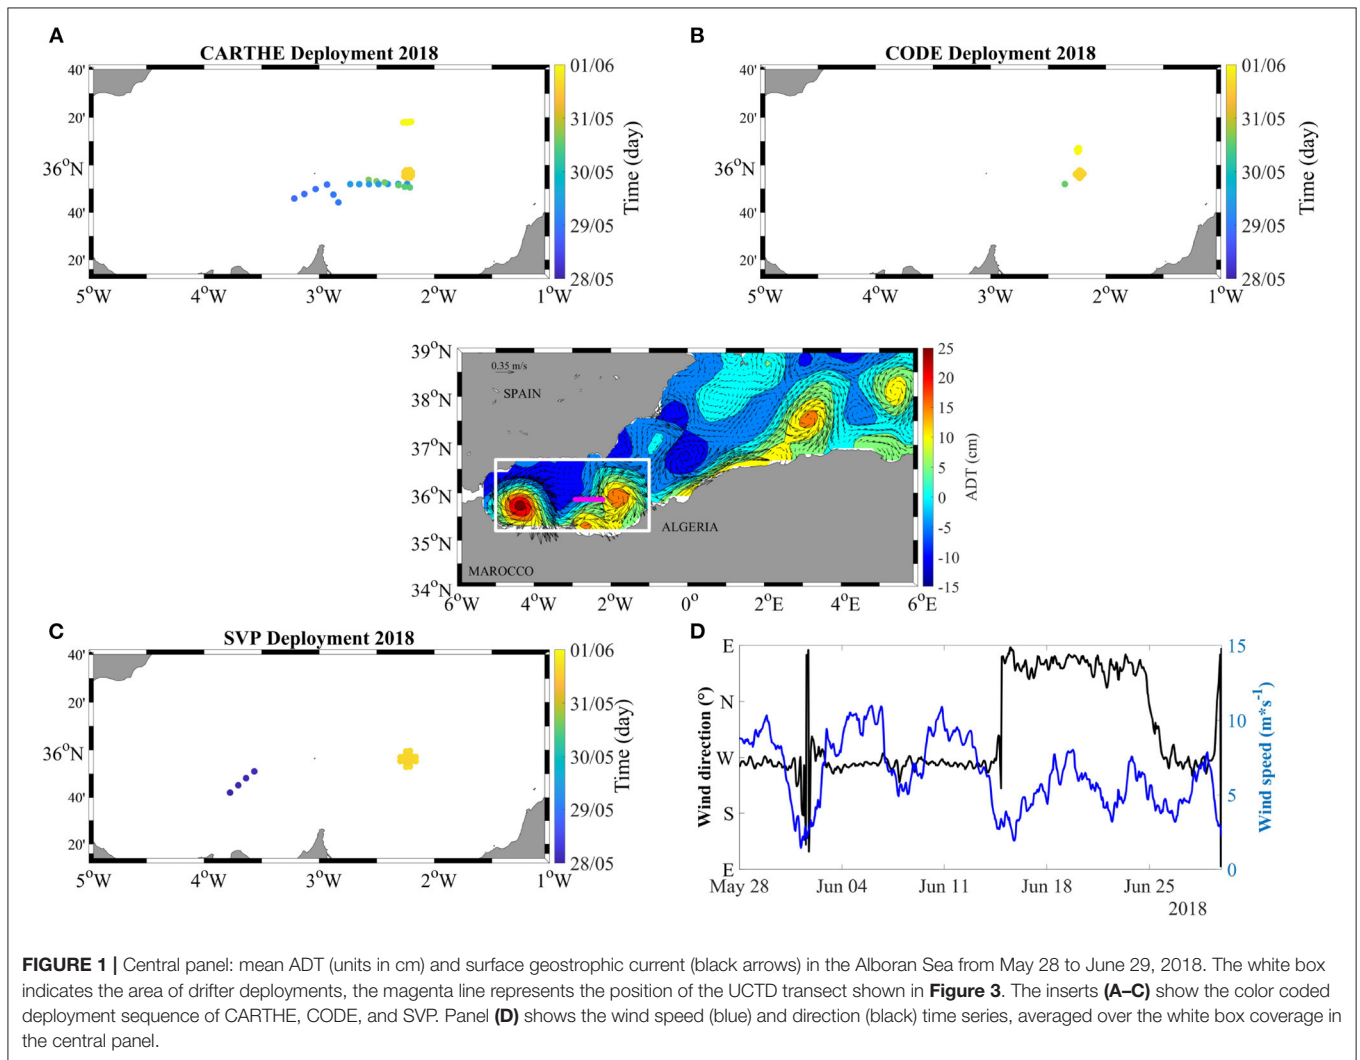 A
CARTHE Deployment 2018
40'
20'
36°N
40'
20'
5°W 4°W 3°W 2°W 1°W
01/06
31/05
30/05
29/05
28/05
Time (day)
B
CODE Deployment 2018
40'
20'
36°N
40'
20'
5°W 4°W 3°W 2°W 1°W
01/06
31/05
30/05
29/05
28/05
Time (day)
39°N
38°N
37°N
36°N
35°N
34°N
6°W 4°W 2°W 0° 2°E 4°E 6°E
0.35 m/s
SPAIN
ALGERIA
MAROCCO
25
20
15
10
5
0
-5
-10
-15
ADT (cm)
C
SVP Deployment 2018
40'
20'
36°N
40'
20'
5°W 4°W 3°W 2°W 1°W
01/06
31/05
30/05
29/05
28/05
Time (day)
D
Wind direction (°)
E
N
W
S
E
May 28 Jun 04 Jun 11 Jun 18 Jun 25
2018
15
10
5
0
Wind speed (m*s⁻¹)
FIGURE 1 | Central panel: mean ADT (units in cm) and surface geostrophic current (black arrows) in the Alboran Sea from May 28 to June 29, 2018. The white box
indicates the area of drifter deployments, the magenta line represents the position of the UCTD transect shown in Figure 3. The inserts (A–C) show the color coded
deployment sequence of CARTHE, CODE, and SVP. Panel (D) shows the wind speed (blue) and direction (black) time series, averaged over the white box coverage in
the central panel.